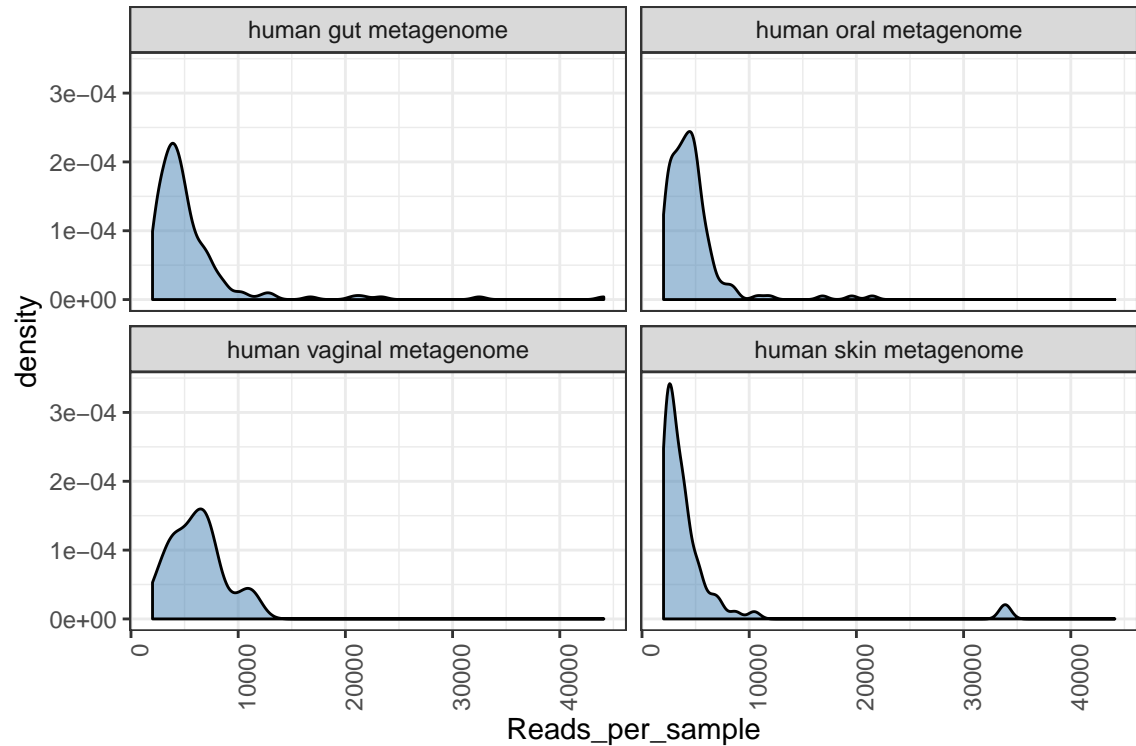 human gut metagenome
human oral metagenome
3e−04
2e−04
1e−04
0e+00
human vaginal metagenome
human skin metagenome
3e−04
2e−04
1e−04
0e+00
density
0
10000
20000
30000
40000
0
10000
20000
30000
40000
Reads_per_sample